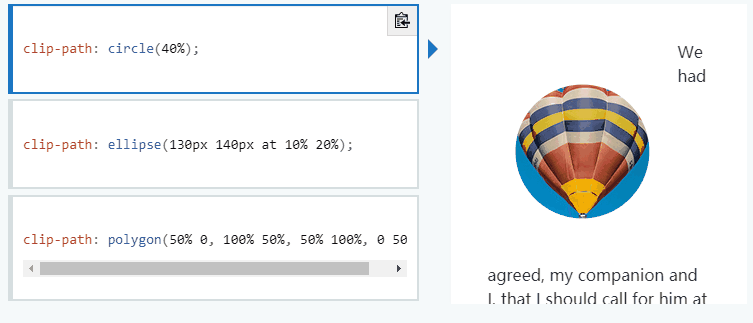 clip-path: circle(40%);
clip-path: ellipse(130px 140px at 10% 20%);
clip-path: polygon(50% 0, 100% 50%, 50% 100%, 0 50
We
had
agreed, my companion and
I, that I should call for him at